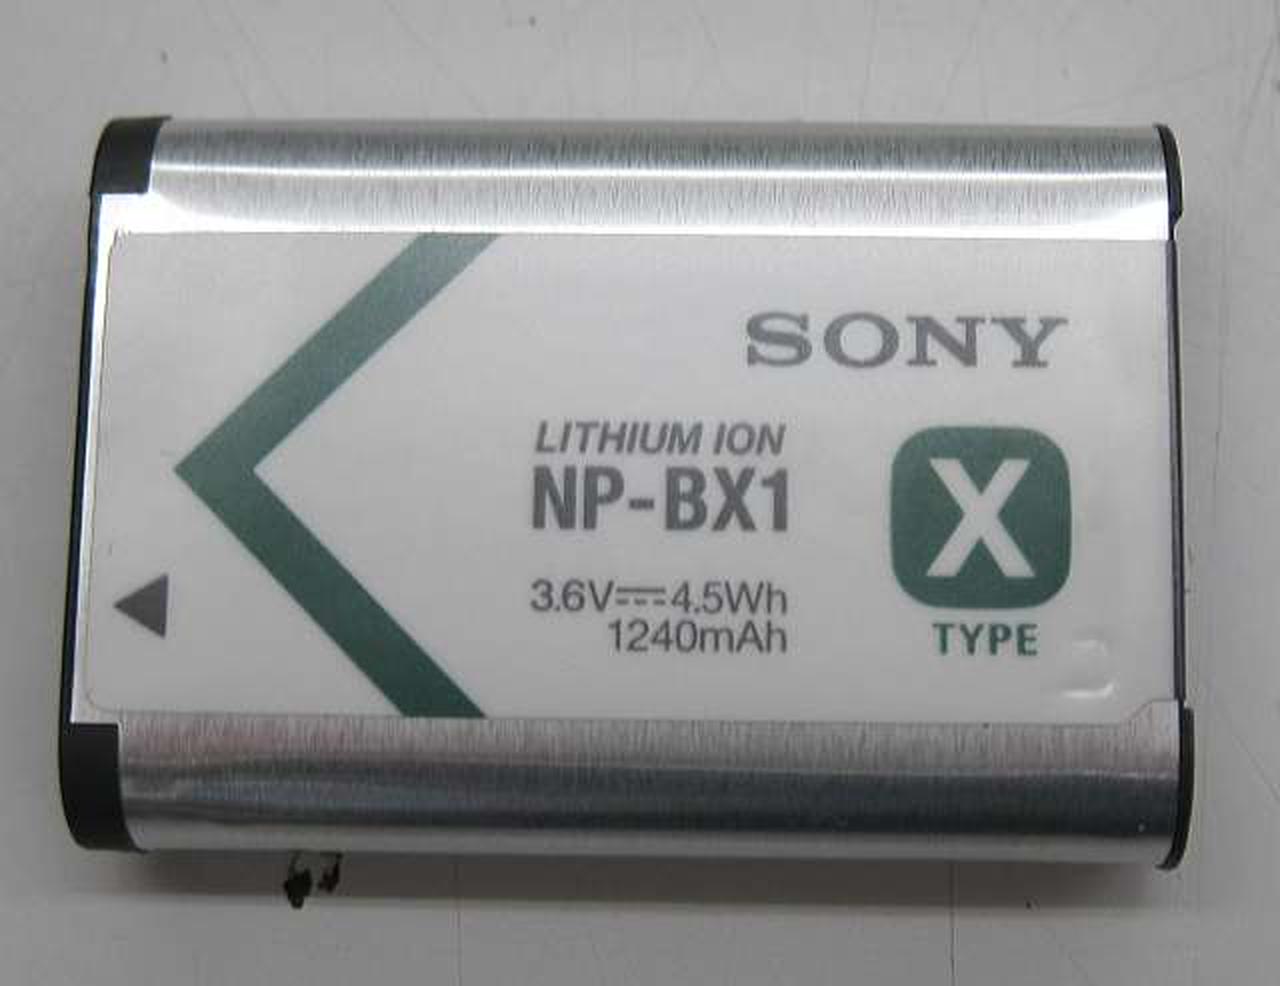 SONY
LITHIUM ION
NP-BX1
X
3.6V⎓4.5Wh
1240mAh
TYPE